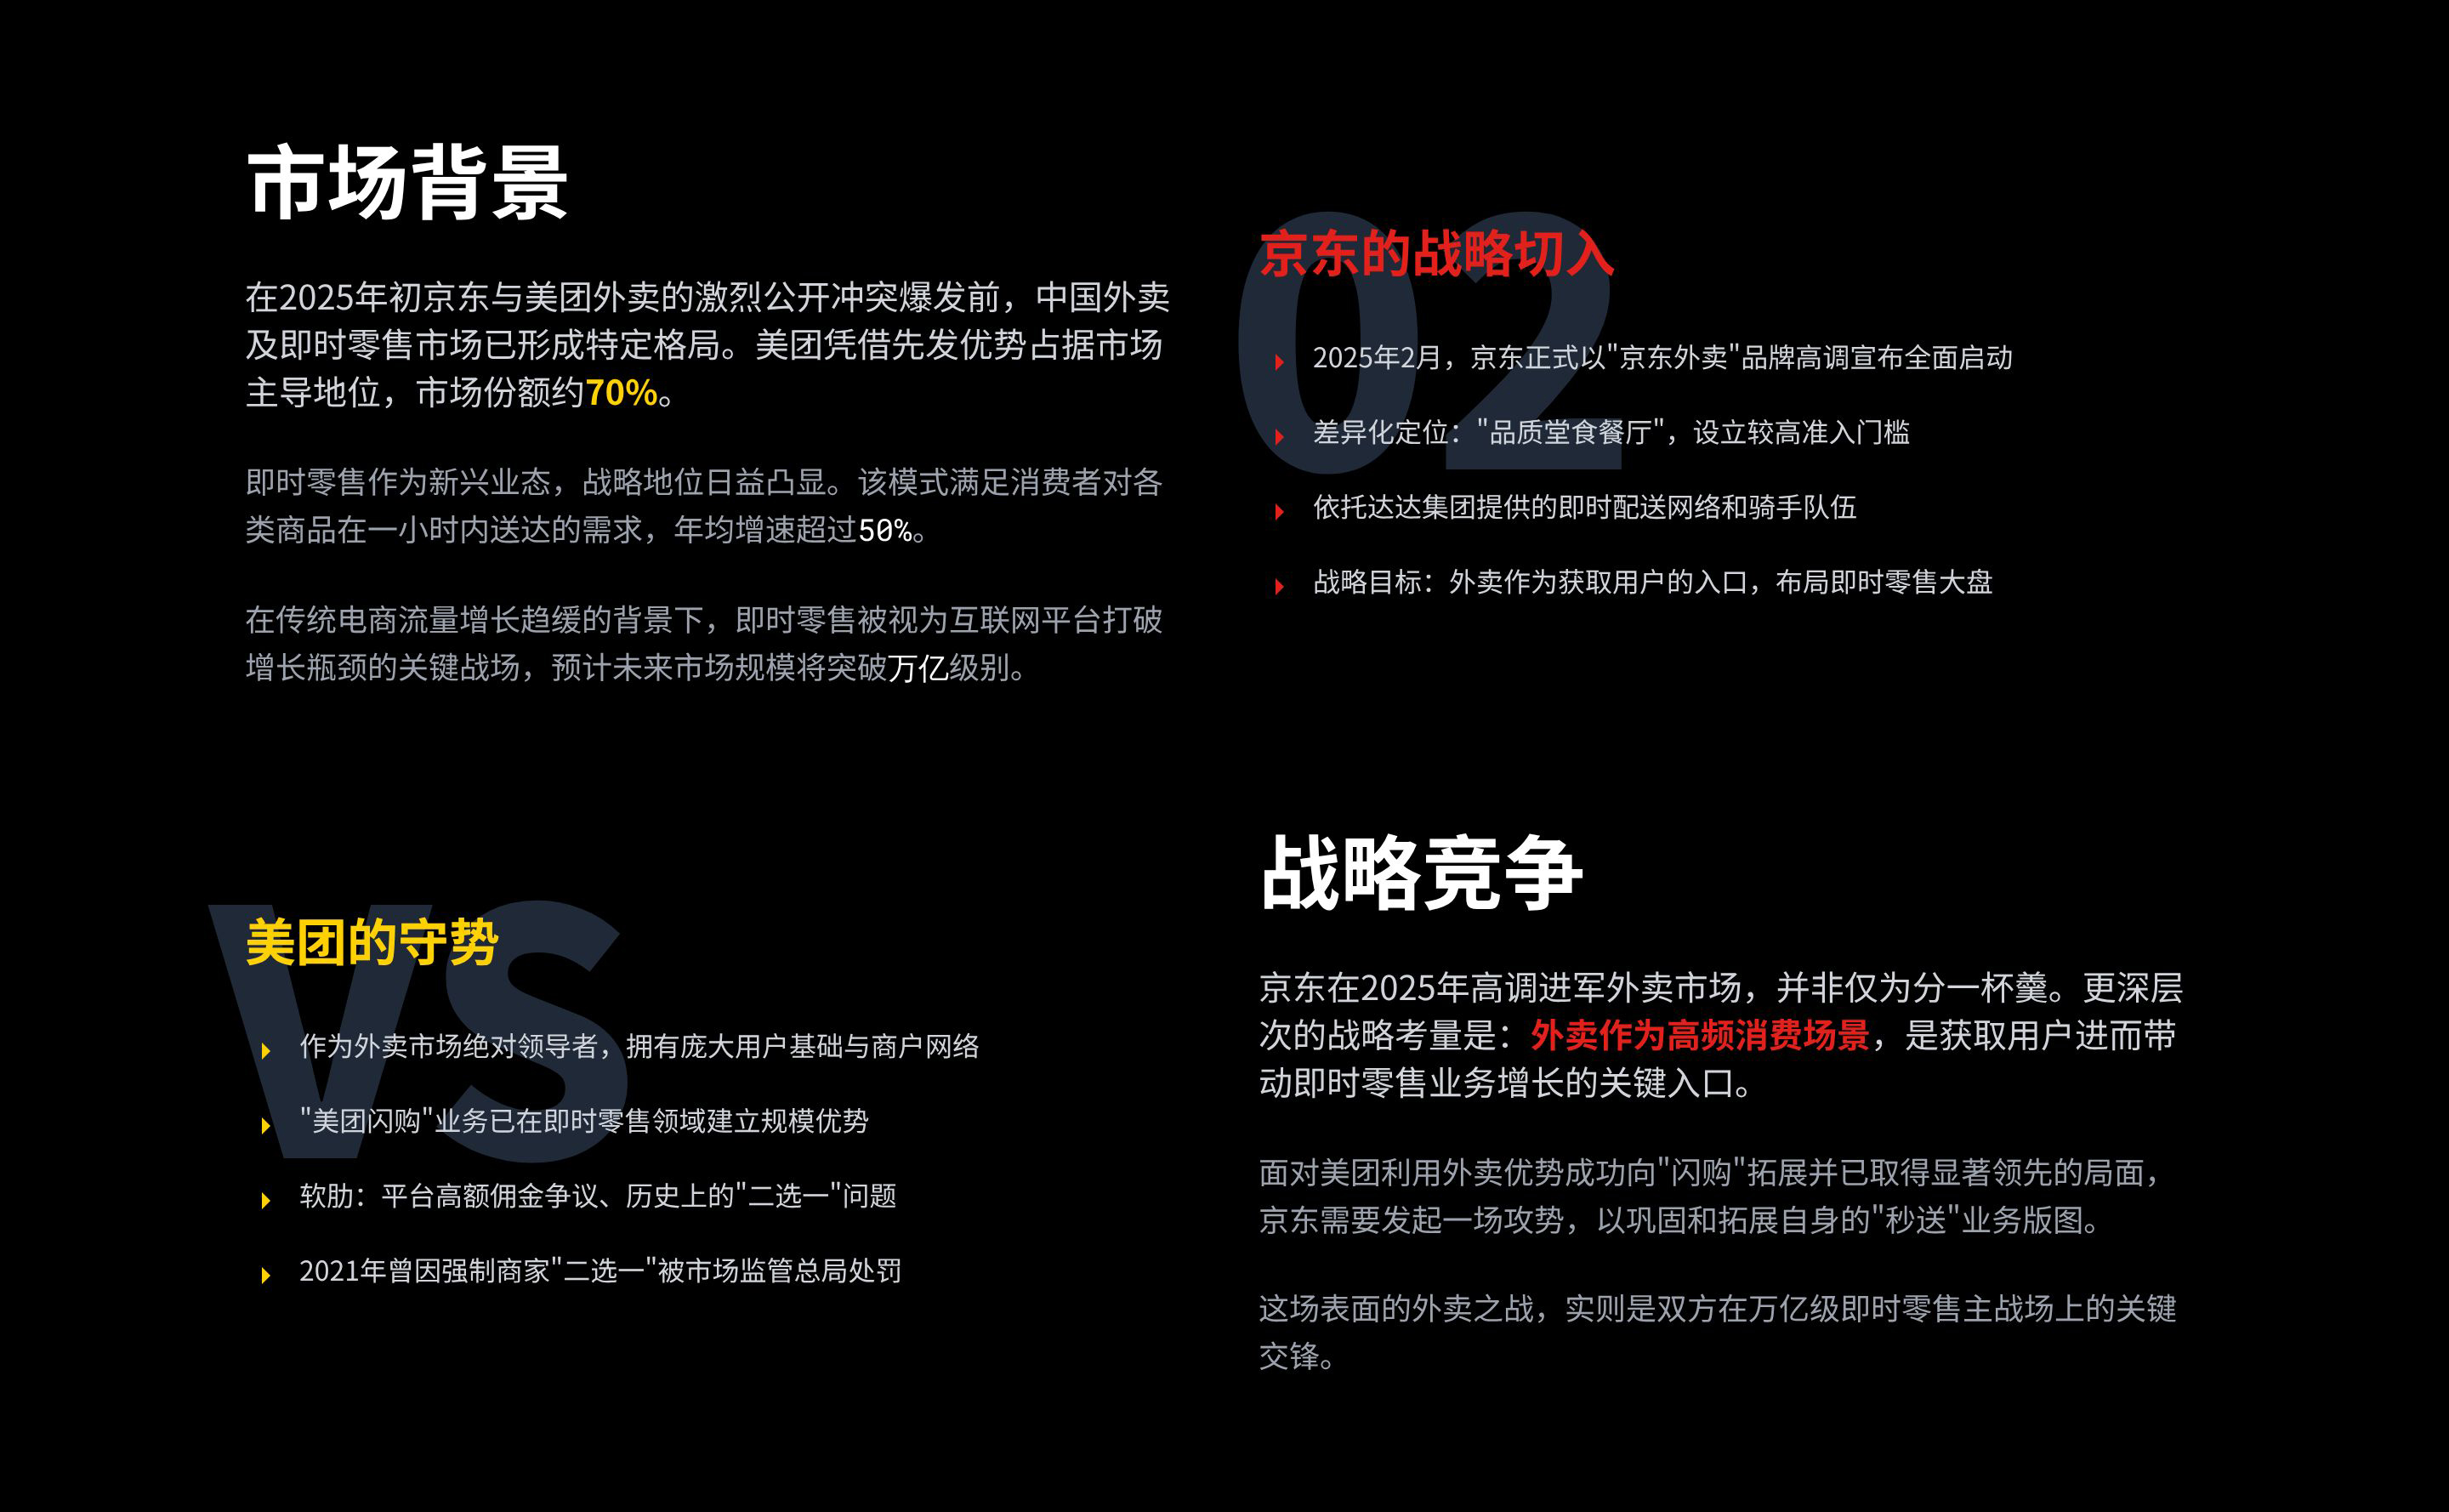 市场背景
在2025年初京东与美团外卖的激烈公开冲突爆发前，中国外卖
及即时零售市场已形成特定格局。美团凭借先发优势占据市场
主导地位，市场份额约70%。
即时零售作为新兴业态，战略地位日益凸显。该模式满足消费者对各
类商品在一小时内送达的需求，年均增速超过50%。
在传统电商流量增长趋缓的背景下，即时零售被视为互联网平台打破
增长瓶颈的关键战场，预计未来市场规模将突破万亿级别。
02
京东的战略切入
2025年2月，京东正式以"京东外卖"品牌高调宣布全面启动
差异化定位："品质堂食餐厅"，设立较高准入门槛
依托达达集团提供的即时配送网络和骑手队伍
战略目标：外卖作为获取用户的入口，布局即时零售大盘
VS
美团的守势
作为外卖市场绝对领导者，拥有庞大用户基础与商户网络
"美团闪购"业务已在即时零售领域建立规模优势
软肋：平台高额佣金争议、历史上的"二选一"问题
2021年曾因强制商家"二选一"被市场监管总局处罚
战略竞争
京东在2025年高调进军外卖市场，并非仅为分一杯羹。更深层
次的战略考量是：外卖作为高频消费场景，是获取用户进而带
动即时零售业务增长的关键入口。
面对美团利用外卖优势成功向"闪购"拓展并已取得显著领先的局面，
京东需要发起一场攻势，以巩固和拓展自身的"秒送"业务版图。
这场表面的外卖之战，实则是双方在万亿级即时零售主战场上的关键
交锋。